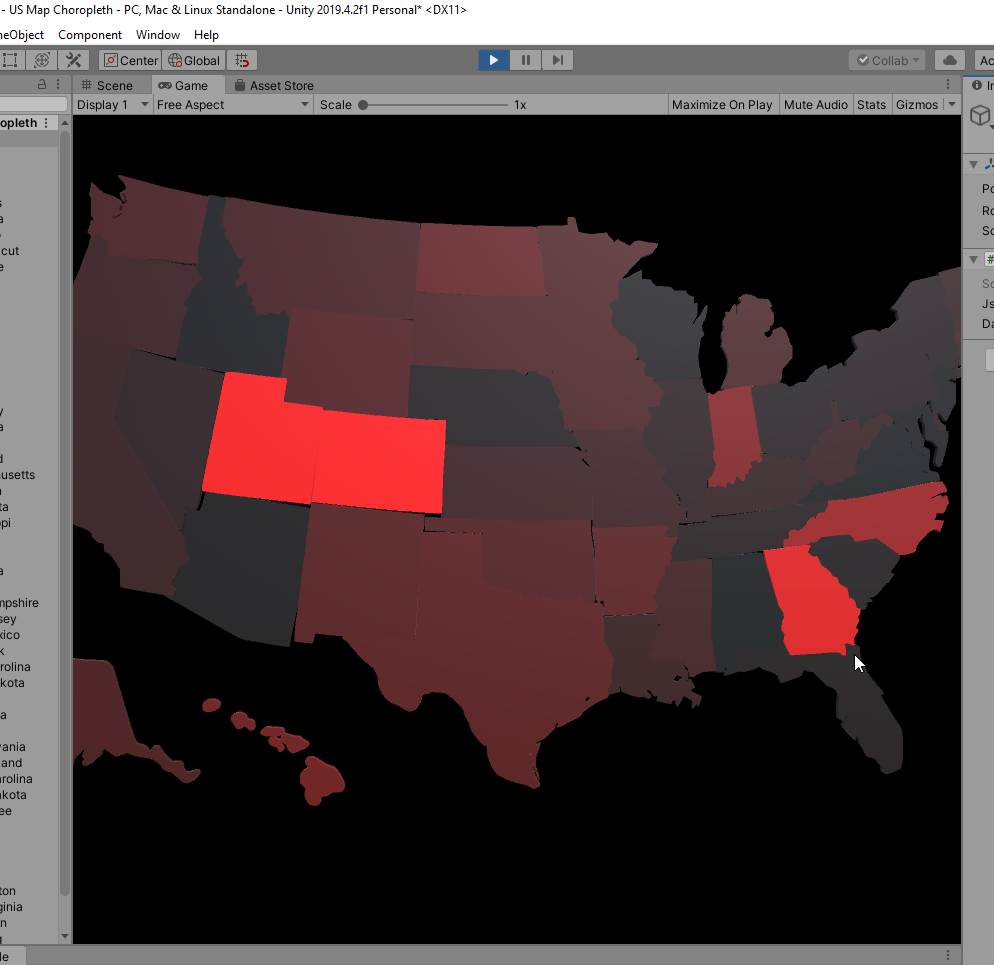 - US Map Choropleth - PC, Mac & Linux Standalone - Unity 2019.4.2f1 Personal* <DX11>
neObject Component Window Help
Center Global Collab Ac
Scene Game Asset Store In
Display 1 Free Aspect Scale 1x Maximize On Play Mute Audio Stats Gizmos
opleth
s
a
cut
e
y
a
d
usetts
n
ta
pi
a
mpshire
sey
xico
k
rolina
kota
a
vania
and
arolina
akota
ee
ton
ginia
n
g
le
Po
Ro
Sc
#
Sc
Js
Da